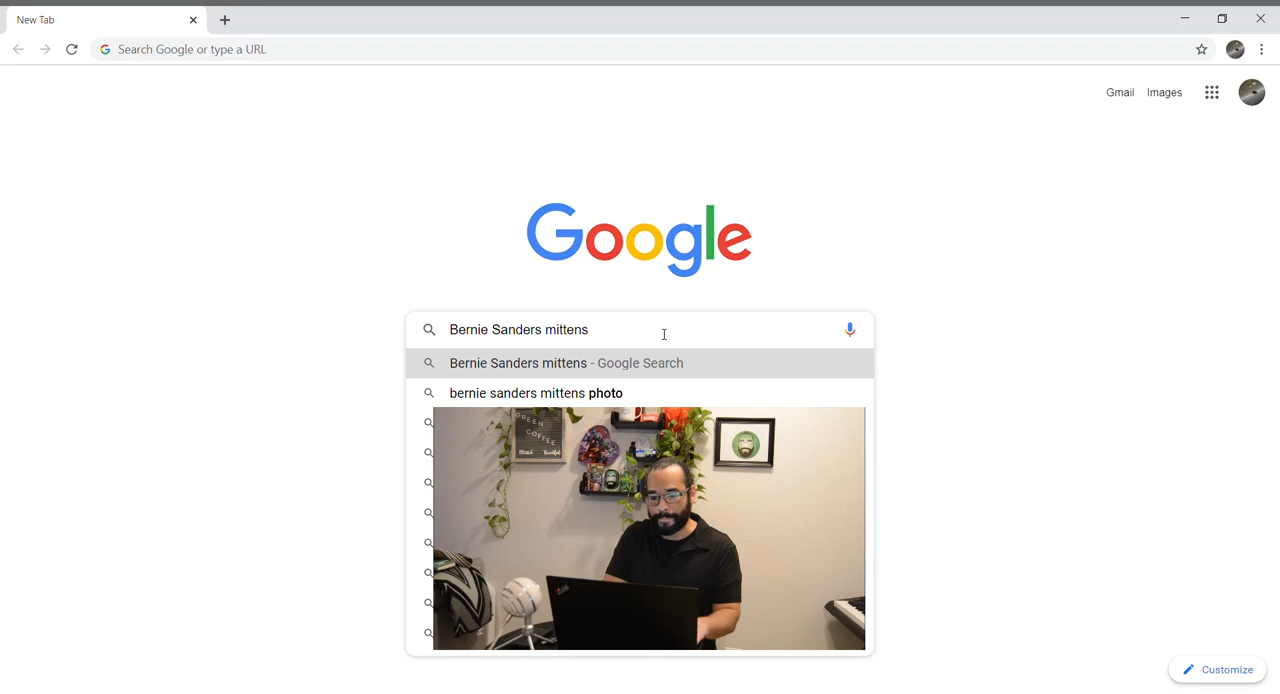 New Tab
Search Google or type a URL
Gmail Images
Google
Bernie Sanders mittens
Bernie Sanders mittens - Google Search
bernie sanders mittens photo
GREEN
COFFEE
Customize